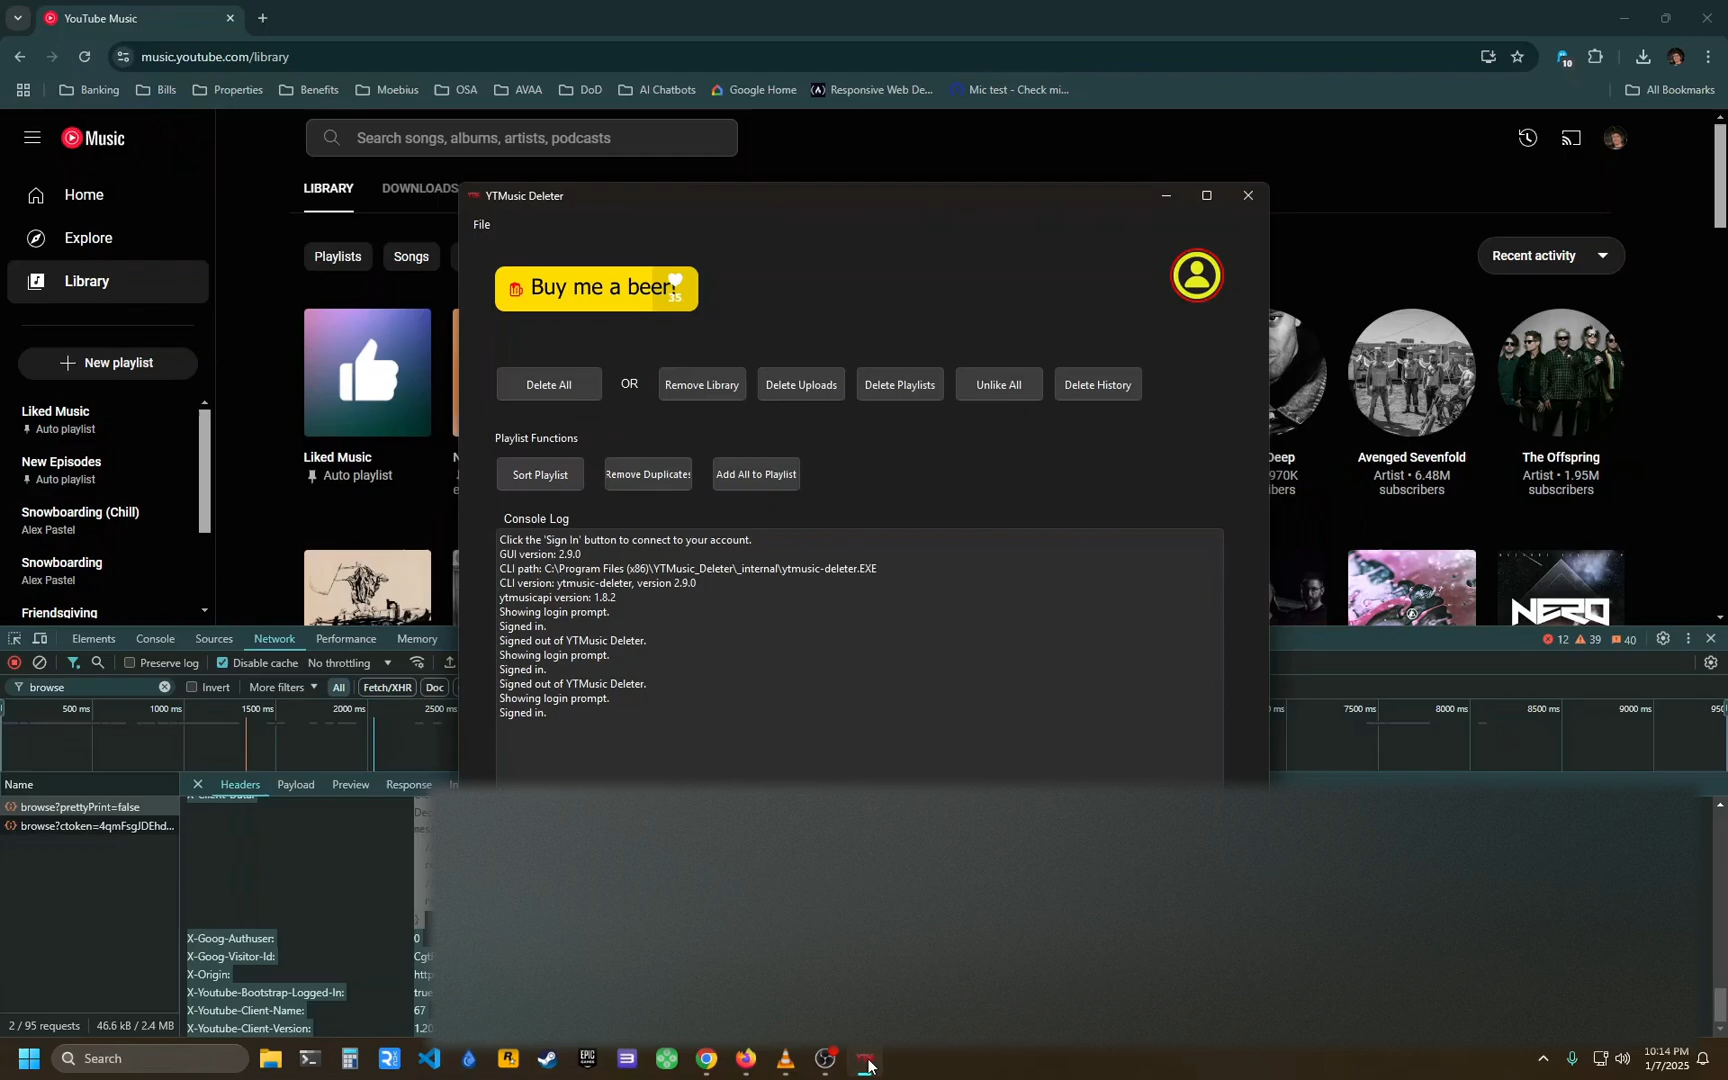 YouTube Music
music.youtube.com/library
10
Banking
Bills
Properties
Benefits
Moebius
OSA
AVAA
DoD
AI Chatbots
Google Home
Responsive Web De...
Mic test - Check mi...
All Bookmarks
Music
Search songs, albums, artists, podcasts
Home
Explore
Library
New playlist
Liked Music
Auto playlist
New Episodes
Auto playlist
Snowboarding (Chill)
Alex Pastel
Snowboarding
Alex Pastel
Friendsgiving
LIBRARY
DOWNLOADS
Playlists
Songs
Recent activity
Liked Music
Auto playlist
Deep
970K
Avenged Sevenfold
Artist • 6.48M
subscribers
The Offspring
Artist • 1.95M
subscribers
NERO
YTMusic Deleter
File
Buy me a beer!
35
Delete All
OR
Remove Library
Delete Uploads
Delete Playlists
Unlike All
Delete History
Playlist Functions
Sort Playlist
Remove Duplicates
Add All to Playlist
Console Log
Click the 'Sign In' button to connect to your account.
GUI version: 2.9.0
CLI path: C:\Program Files (x86)\YTMusic_Deleter\_internal\ytmusic-deleter.EXE
CLI version: ytmusic-deleter, version 2.9.0
ytmusicapi version: 1.8.2
Showing login prompt.
Signed in.
Signed out of YTMusic Deleter.
Showing login prompt.
Signed in.
Signed out of YTMusic Deleter.
Showing login prompt.
Signed in.
Elements
Console
Sources
Network
Performance
Memory
12
39
40
Preserve log
Disable cache
No throttling
browse
Invert
More filters
All
Fetch/XHR
Doc
500 ms
1000 ms
1500 ms
2000 ms
2500 ms
7500 ms
8000 ms
8500 ms
9000 ms
Name
Headers
Payload
Preview
Response
browse?prettyPrint=false
browse?ctoken=4qmFsgJDEhd...
X-Goog-Authuser:
0
X-Goog-Visitor-Id:
X-Origin:
X-Youtube-Bootstrap-Logged-In:
true
X-Youtube-Client-Name:
67
X-Youtube-Client-Version:
1.20
2 / 95 requests
46.6 kB / 2.4 MB
Search
EPIC
10:14 PM
1/7/2025